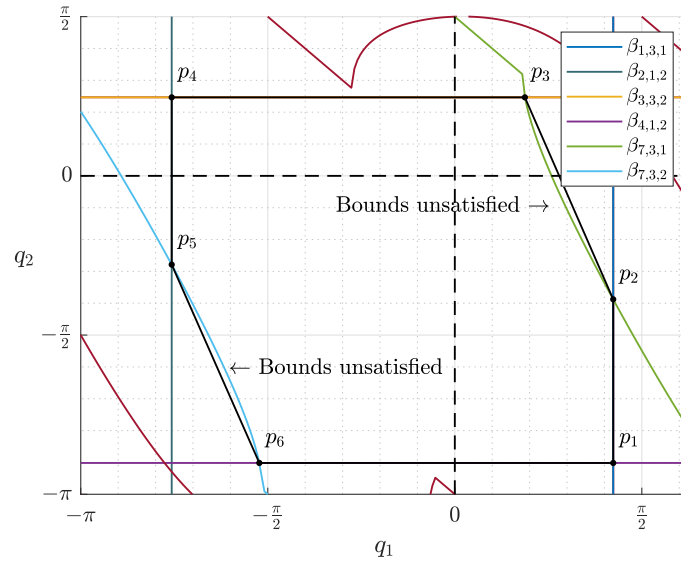 π/2
p₄
p₃
β₁,₃,₁
β₂,₁,₂
β₃,₃,₂
β₄,₁,₂
β₇,₃,₁
β₇,₃,₂
0
Bounds unsatisfied →
p₅
q₂
p₂
−π/2
← Bounds unsatisfied
p₆
p₁
−π
−π
−π/2
0
π/2
q₁